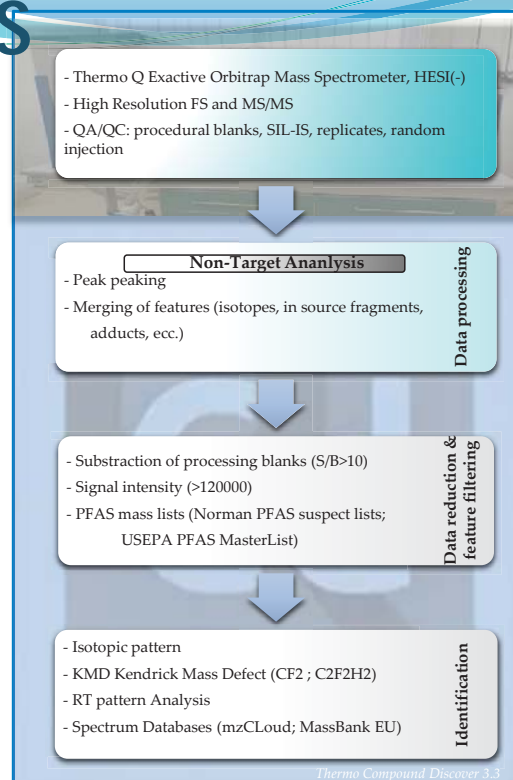 S
- Thermo Q Exactive Orbitrap Mass Spectrometer, HESI(-)
- High Resolution FS and MS/MS
- QA/QC: procedural blanks, SIL-IS, replicates, random
injection
Non-Target Ananlysis
- Peak peaking
- Merging of features (isotopes, in source fragments,
adducts, ecc.)
Data processing
- Substraction of processing blanks (S/B>10)
- Signal intensity (>120000)
- PFAS mass lists (Norman PFAS suspect lists;
USEPA PFAS MasterList)
Data reduction &
feature filtering
- Isotopic pattern
- KMD Kendrick Mass Defect (CF2 ; C2F2H2)
- RT pattern Analysis
- Spectrum Databases (mzCLoud; MassBank EU)
Identification
Thermo Compound Discover 3.3